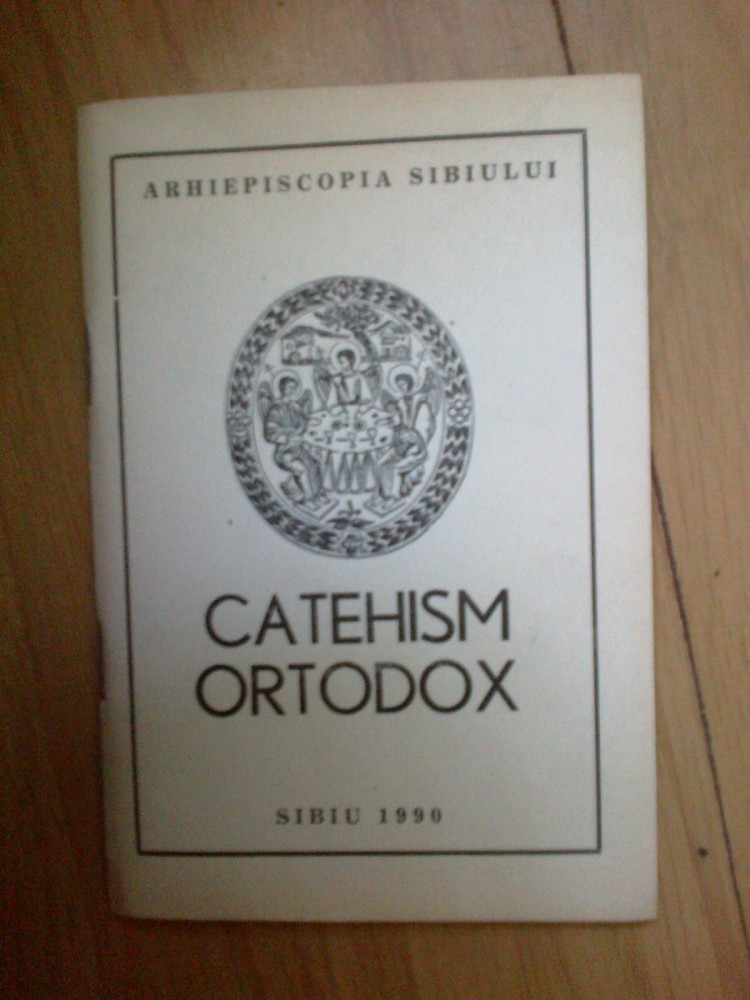 ARHIEPISCOPIA SIBIULUI
CATEHISM
ORTODOX
SIBIU 1990